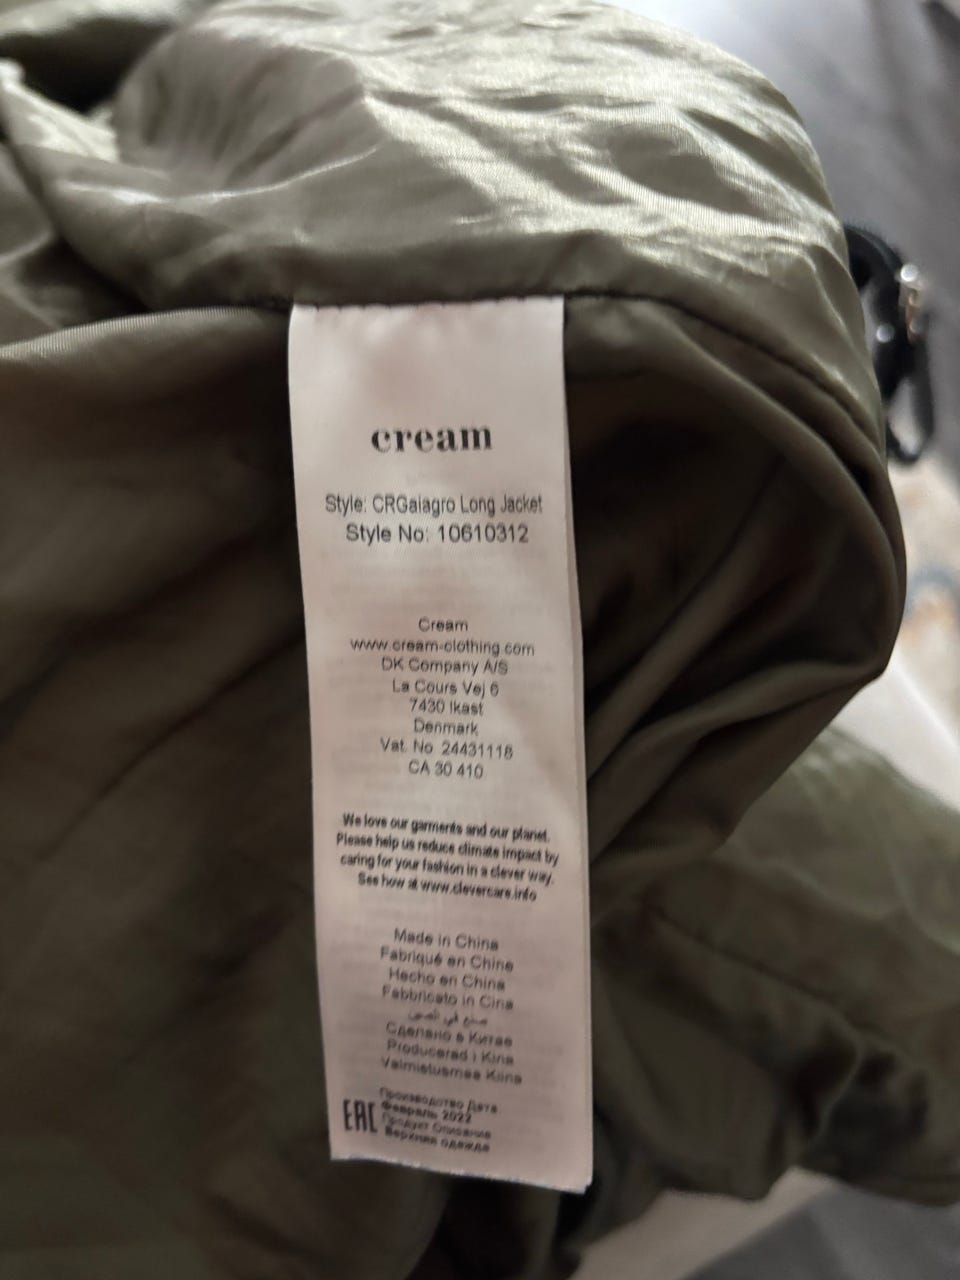 cream
Style: CRGaiagro Long Jacket
Style No: 10610312
Cream
www.cream-clothing.com
DK Company A/S
La Cours Vej 6
7430 Ikast
Denmark
Vat. No 24431118
CA 30 410
We love our garments and our planet.
Please help us reduce climate impact by
caring for your fashion in a clever way.
See how at www.clevercare.info
Made in China
Fabriqué en Chine
Hecho en China
Fabbricato in Cina
صنع في الصين
Сделано в Китае
Producerad i Kina
Valmistusmaa Kiina
Производство Дата
Февраль 2022
EAC
Продукт Описание
Верхняя одежда